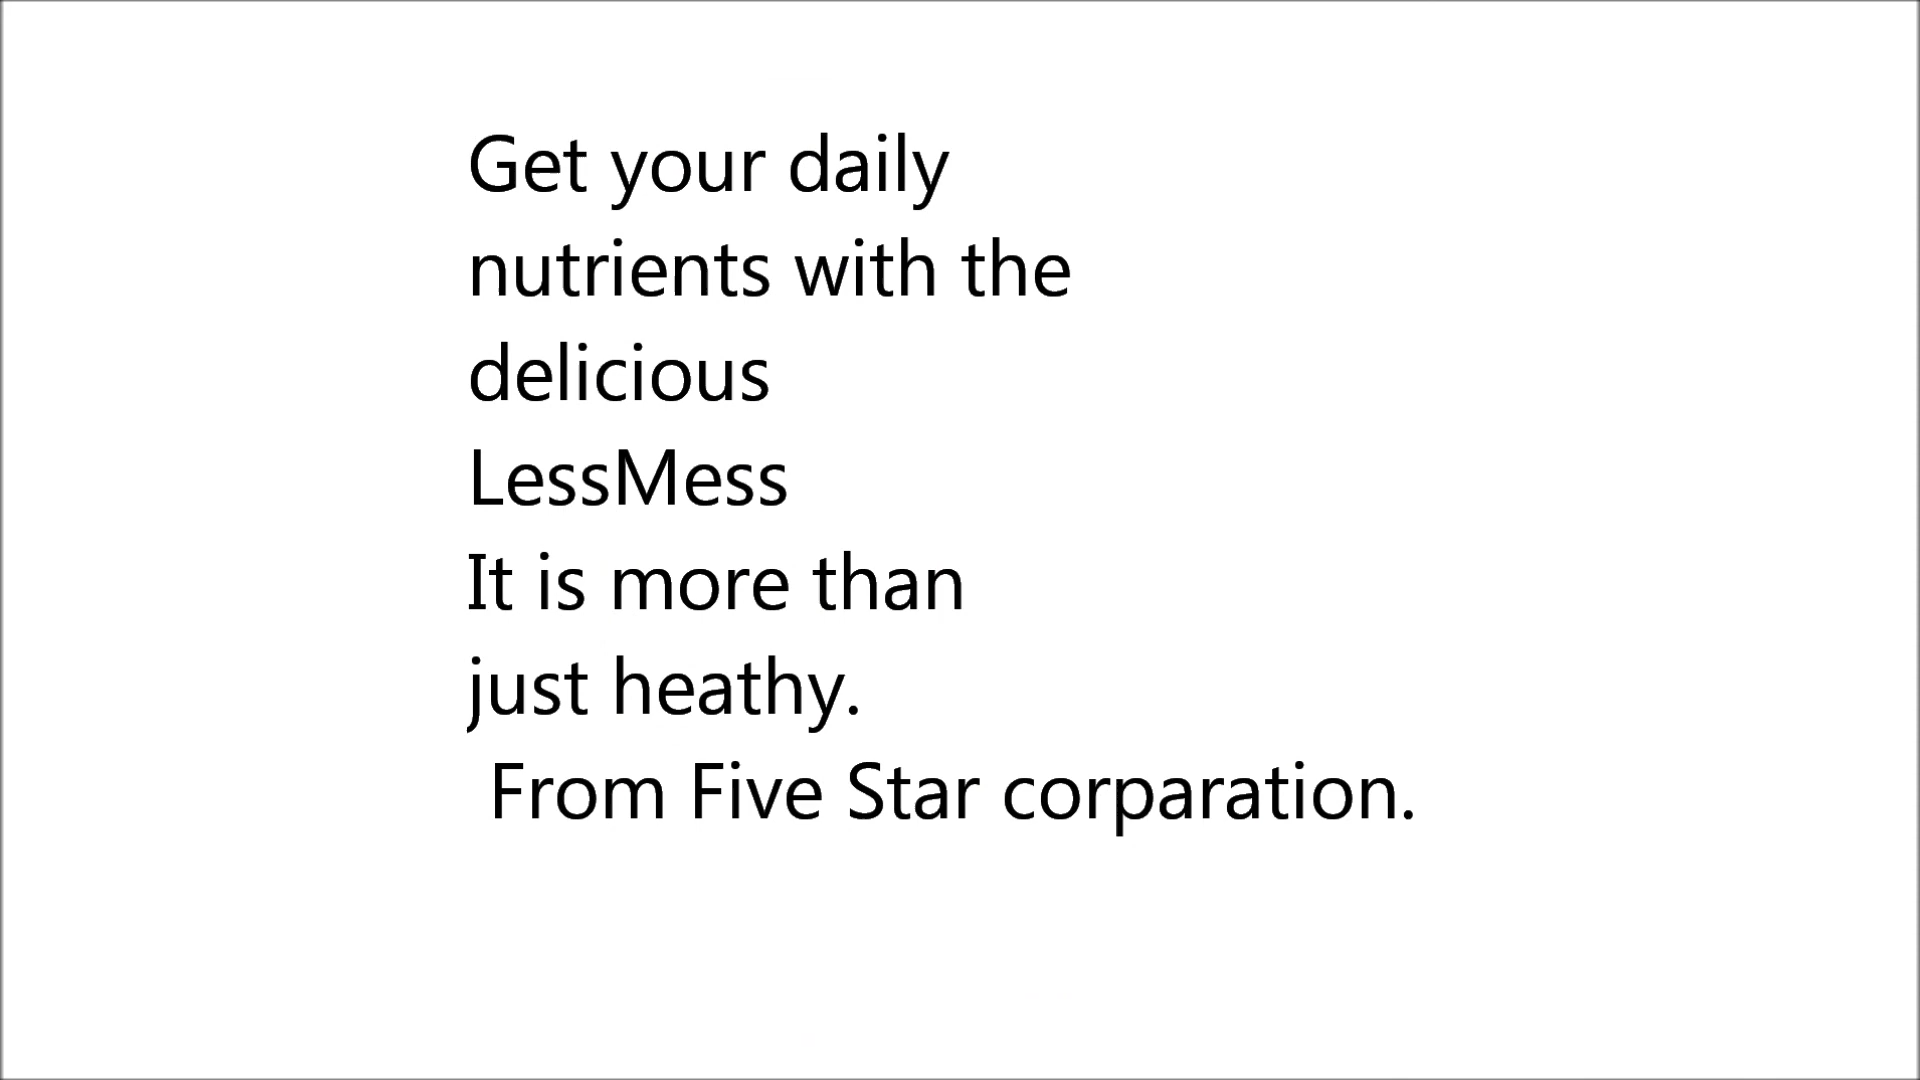 Get your daily
nutrients with the
delicious
LessMess
It is more than
just heathy.
From Five Star corparation.